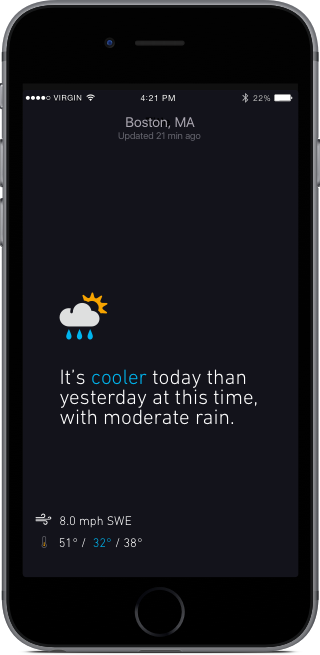 VIRGIN 4:21 PM 22%
Boston, MA
Updated 21 min ago
It’s cooler today than
yesterday at this time,
with moderate rain.
8.0 mph SWE
51° / 32° / 38°